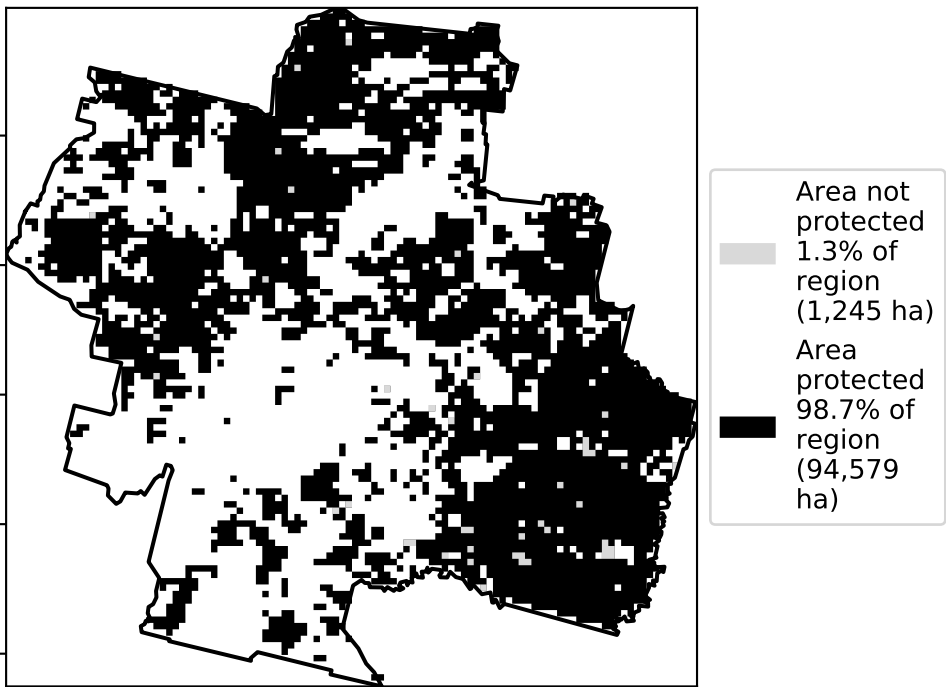 Area not
protected
1.3% of
region
(1,245 ha)
Area
protected
98.7% of
region
(94,579
ha)